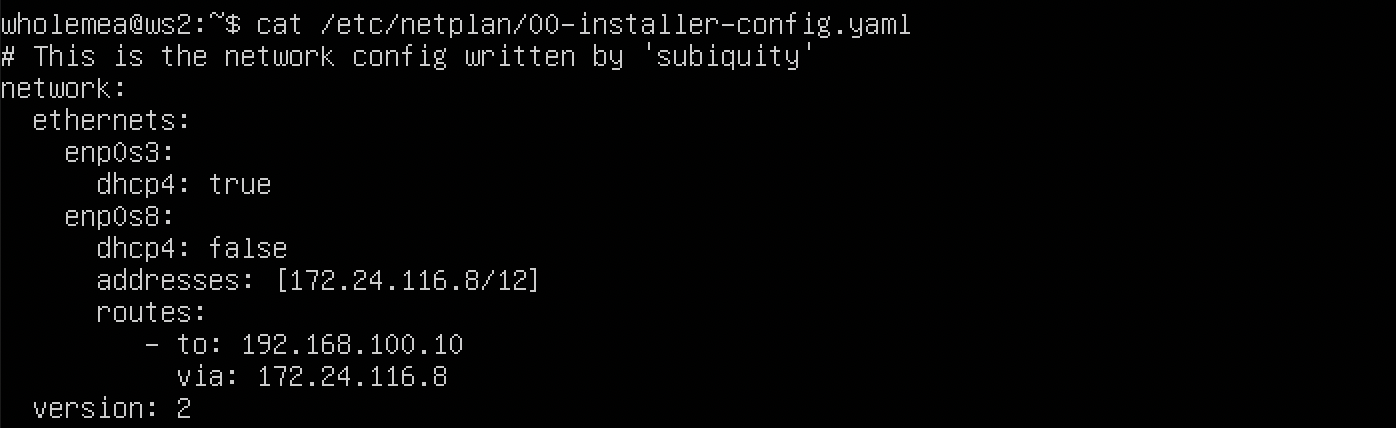 wholemea@ws2:~$ cat /etc/netplan/00-installer-config.yaml
# This is the network config written by 'subiquity'
network:
  ethernets:
    enp0s3:
      dhcp4: true
    enp0s8:
      dhcp4: false
      addresses: [172.24.116.8/12]
      routes:
         - to: 192.168.100.10
           via: 172.24.116.8
  version: 2